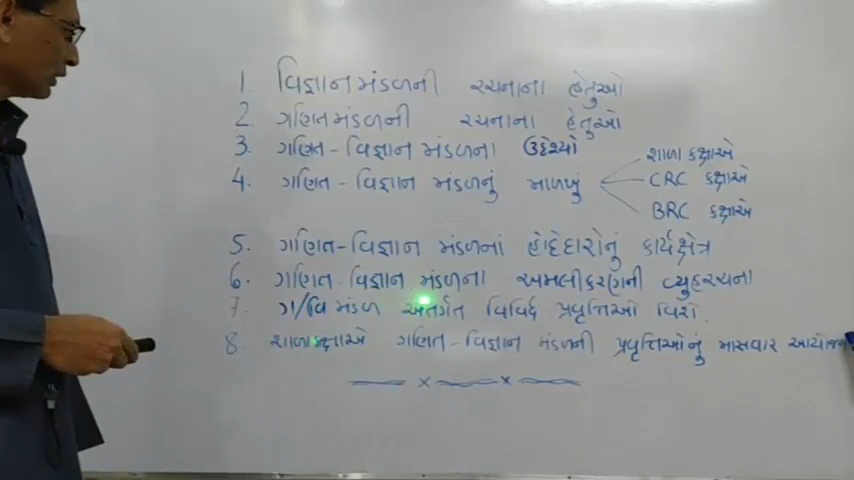 1. વિજ્ઞાન મંડળની રચનાના હેતુઓ
2. ગણિત મંડળની રચનાના હેતુઓ
3. ગણિત - વિજ્ઞાન મંડળના ઉદ્દેશ્યો
4. ગણિત - વિજ્ઞાન મંડળનું માળખું
શાળા કક્ષાએ
CRC કક્ષાએ
BRC કક્ષાએ
5. ગણિત-વિજ્ઞાન મંડળનાં હોદ્દેદારોનું કાર્યક્ષેત્ર
6. ગણિત-વિજ્ઞાન મંડળના અમલીકરણની વ્યુહરચના
7. ગ/વિ મંડળ અંતર્ગત વિવિધ પ્રવૃત્તિઓ વિશે.
8. શાળાકક્ષાએ ગણિત-વિજ્ઞાન મંડળની પ્રવૃત્તિઓનું માસવાર